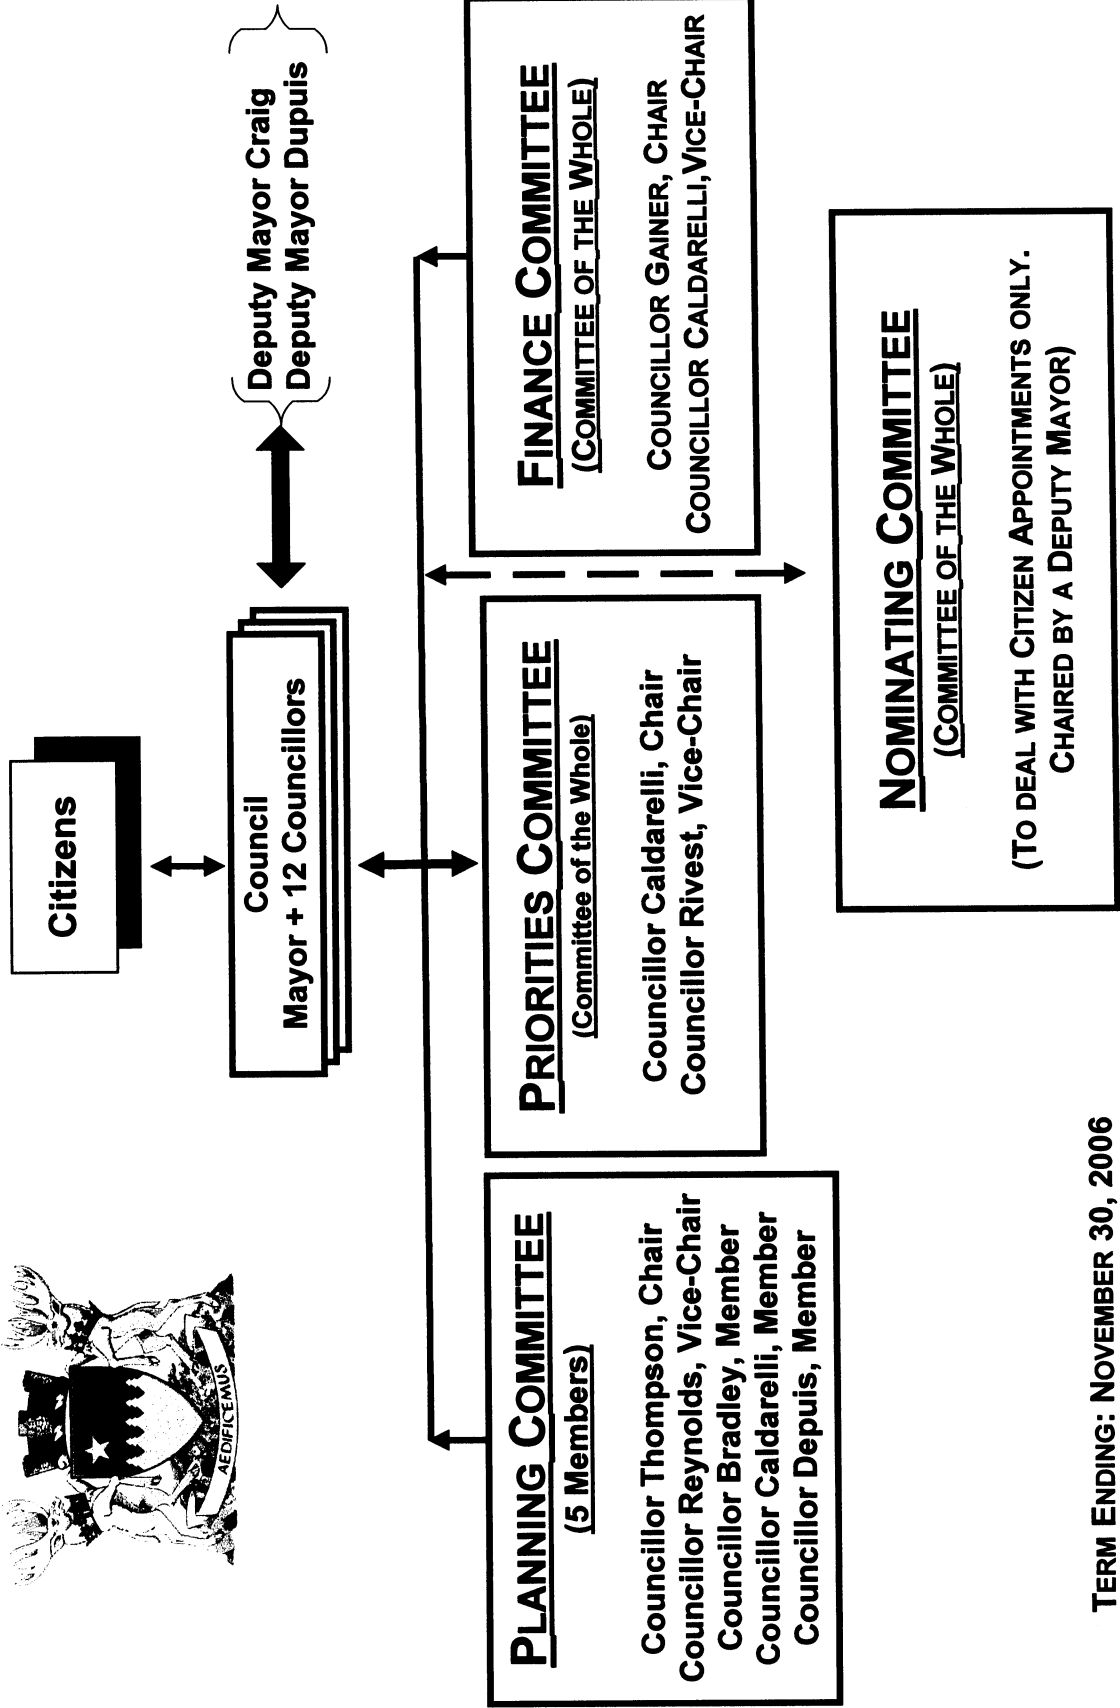 AEDIFICEMUS
Citizens
Council
Mayor + 12 Councillors
Deputy Mayor Craig
Deputy Mayor Dupuis
PLANNING COMMITTEE
(5 Members)
Councillor Thompson, Chair
Councillor Reynolds, Vice-Chair
Councillor Bradley, Member
Councillor Caldarelli, Member
Councillor Depuis, Member
PRIORITIES COMMITTEE
(Committee of the Whole)
Councillor Caldarelli, Chair
Councillor Rivest, Vice-Chair
FINANCE COMMITTEE
(COMMITTEE OF THE WHOLE)
COUNCILLOR GAINER, CHAIR
COUNCILLOR CALDARELLI,VICE-CHAIR
NOMINATING COMMITTEE
(COMMITTEE OF THE WHOLE)
(TO DEAL WITH CITIZEN APPOINTMENTS ONLY.
CHAIRED BY A DEPUTY MAYOR)
TERM ENDING: NOVEMBER 30, 2006